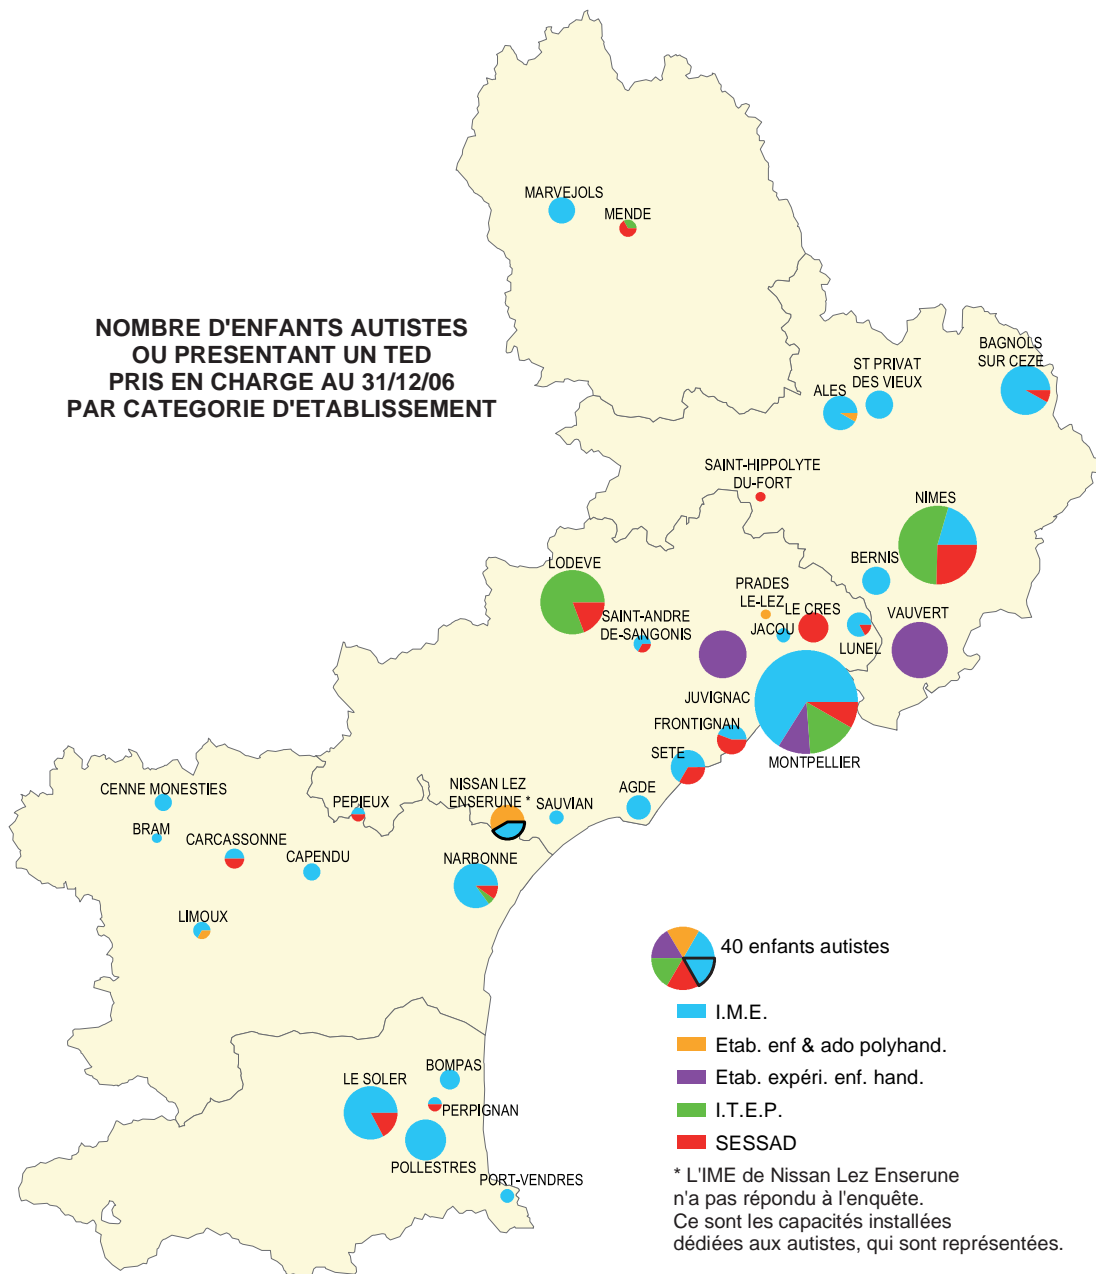 MARVEJOLS
MENDE
NOMBRE D'ENFANTS AUTISTES
OU PRESENTANT UN TED
PRIS EN CHARGE AU 31/12/06
PAR CATEGORIE D'ETABLISSEMENT
BAGNOLS
SUR CEZE
ST PRIVAT
DES VIEUX
ALES
SAINT-HIPPOLYTE
DU-FORT
NIMES
BERNIS
LODEVE
PRADES
LE-LEZ
LE CRES
VAUVERT
SAINT-ANDRE
DE-SANGONIS
JACOU
LUNEL
JUVIGNAC
FRONTIGNAN
MONTPELLIER
SETE
CENNE MONESTIES
NISSAN LEZ
ENSERUNE *
PEPIEUX
SAUVIAN
AGDE
BRAM
CARCASSONNE
CAPENDU
NARBONNE
LIMOUX
40 enfants autistes
I.M.E.
Etab. enf & ado polyhand.
Etab. expéri. enf. hand.
I.T.E.P.
SESSAD
BOMPAS
LE SOLER
PERPIGNAN
POLLESTRES
PORT-VENDRES
* L'IME de Nissan Lez Enserune
n'a pas répondu à l'enquête.
Ce sont les capacités installées
dédiées aux autistes, qui sont représentées.